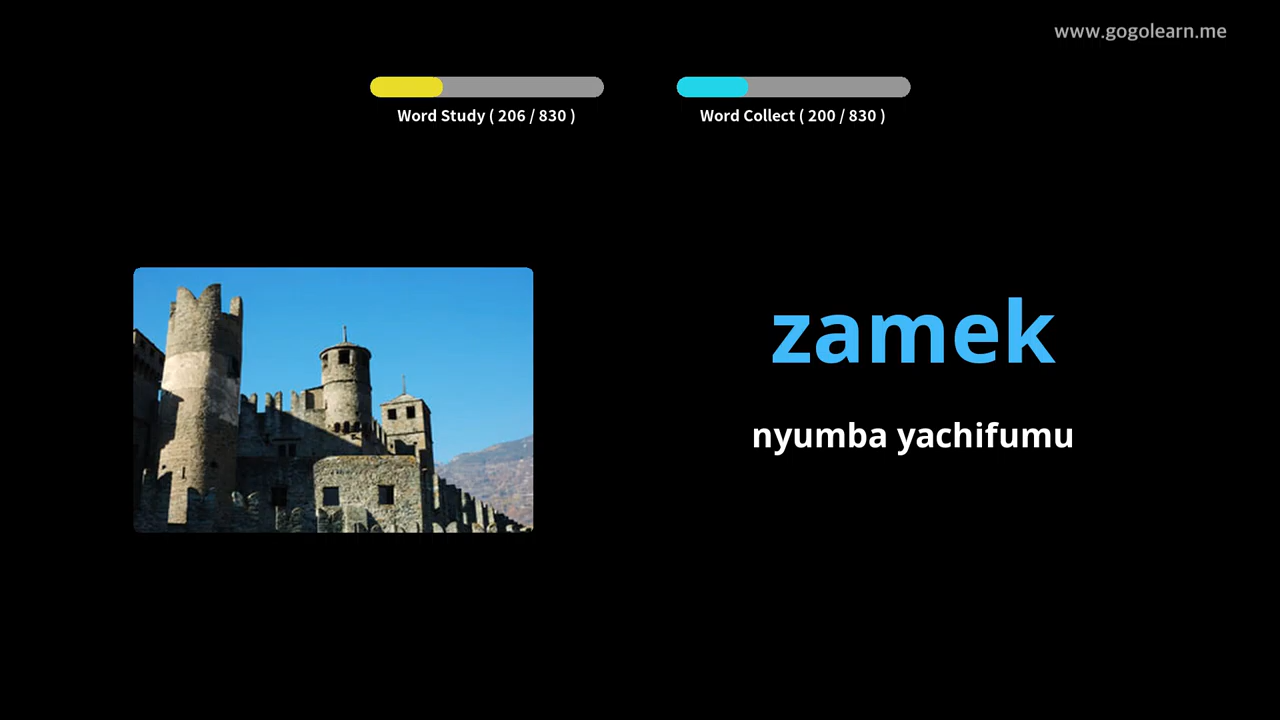 www.gogolearn.me
Word Study ( 206 / 830 )
Word Collect ( 200 / 830 )
zamek
nyumba yachifumu